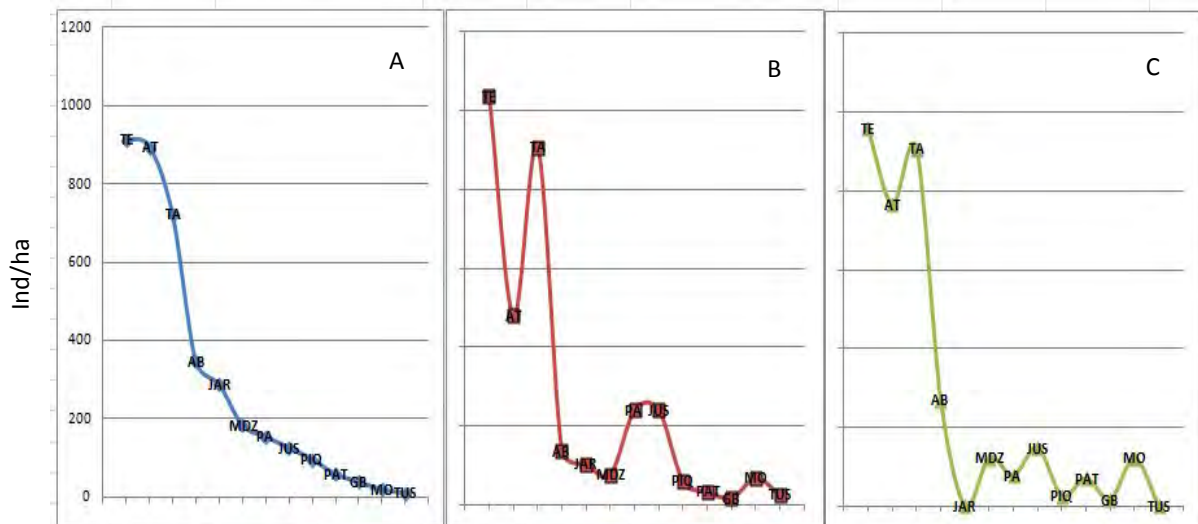 Ind/ha
1200
1000
800
600
400
200
0
A
TE
AT
TA
AB
JAR
MDZ
PA
JUS
PIQ
PAT
GB
MO
TUS
B
TE
AT
TA
AB
JAR
MDZ
PA
JUS
PIQ
PAT
GB
MO
TUS
C
TE
AT
TA
AB
JAR
MDZ
PA
JUS
PIQ
PAT
GB
MO
TUS